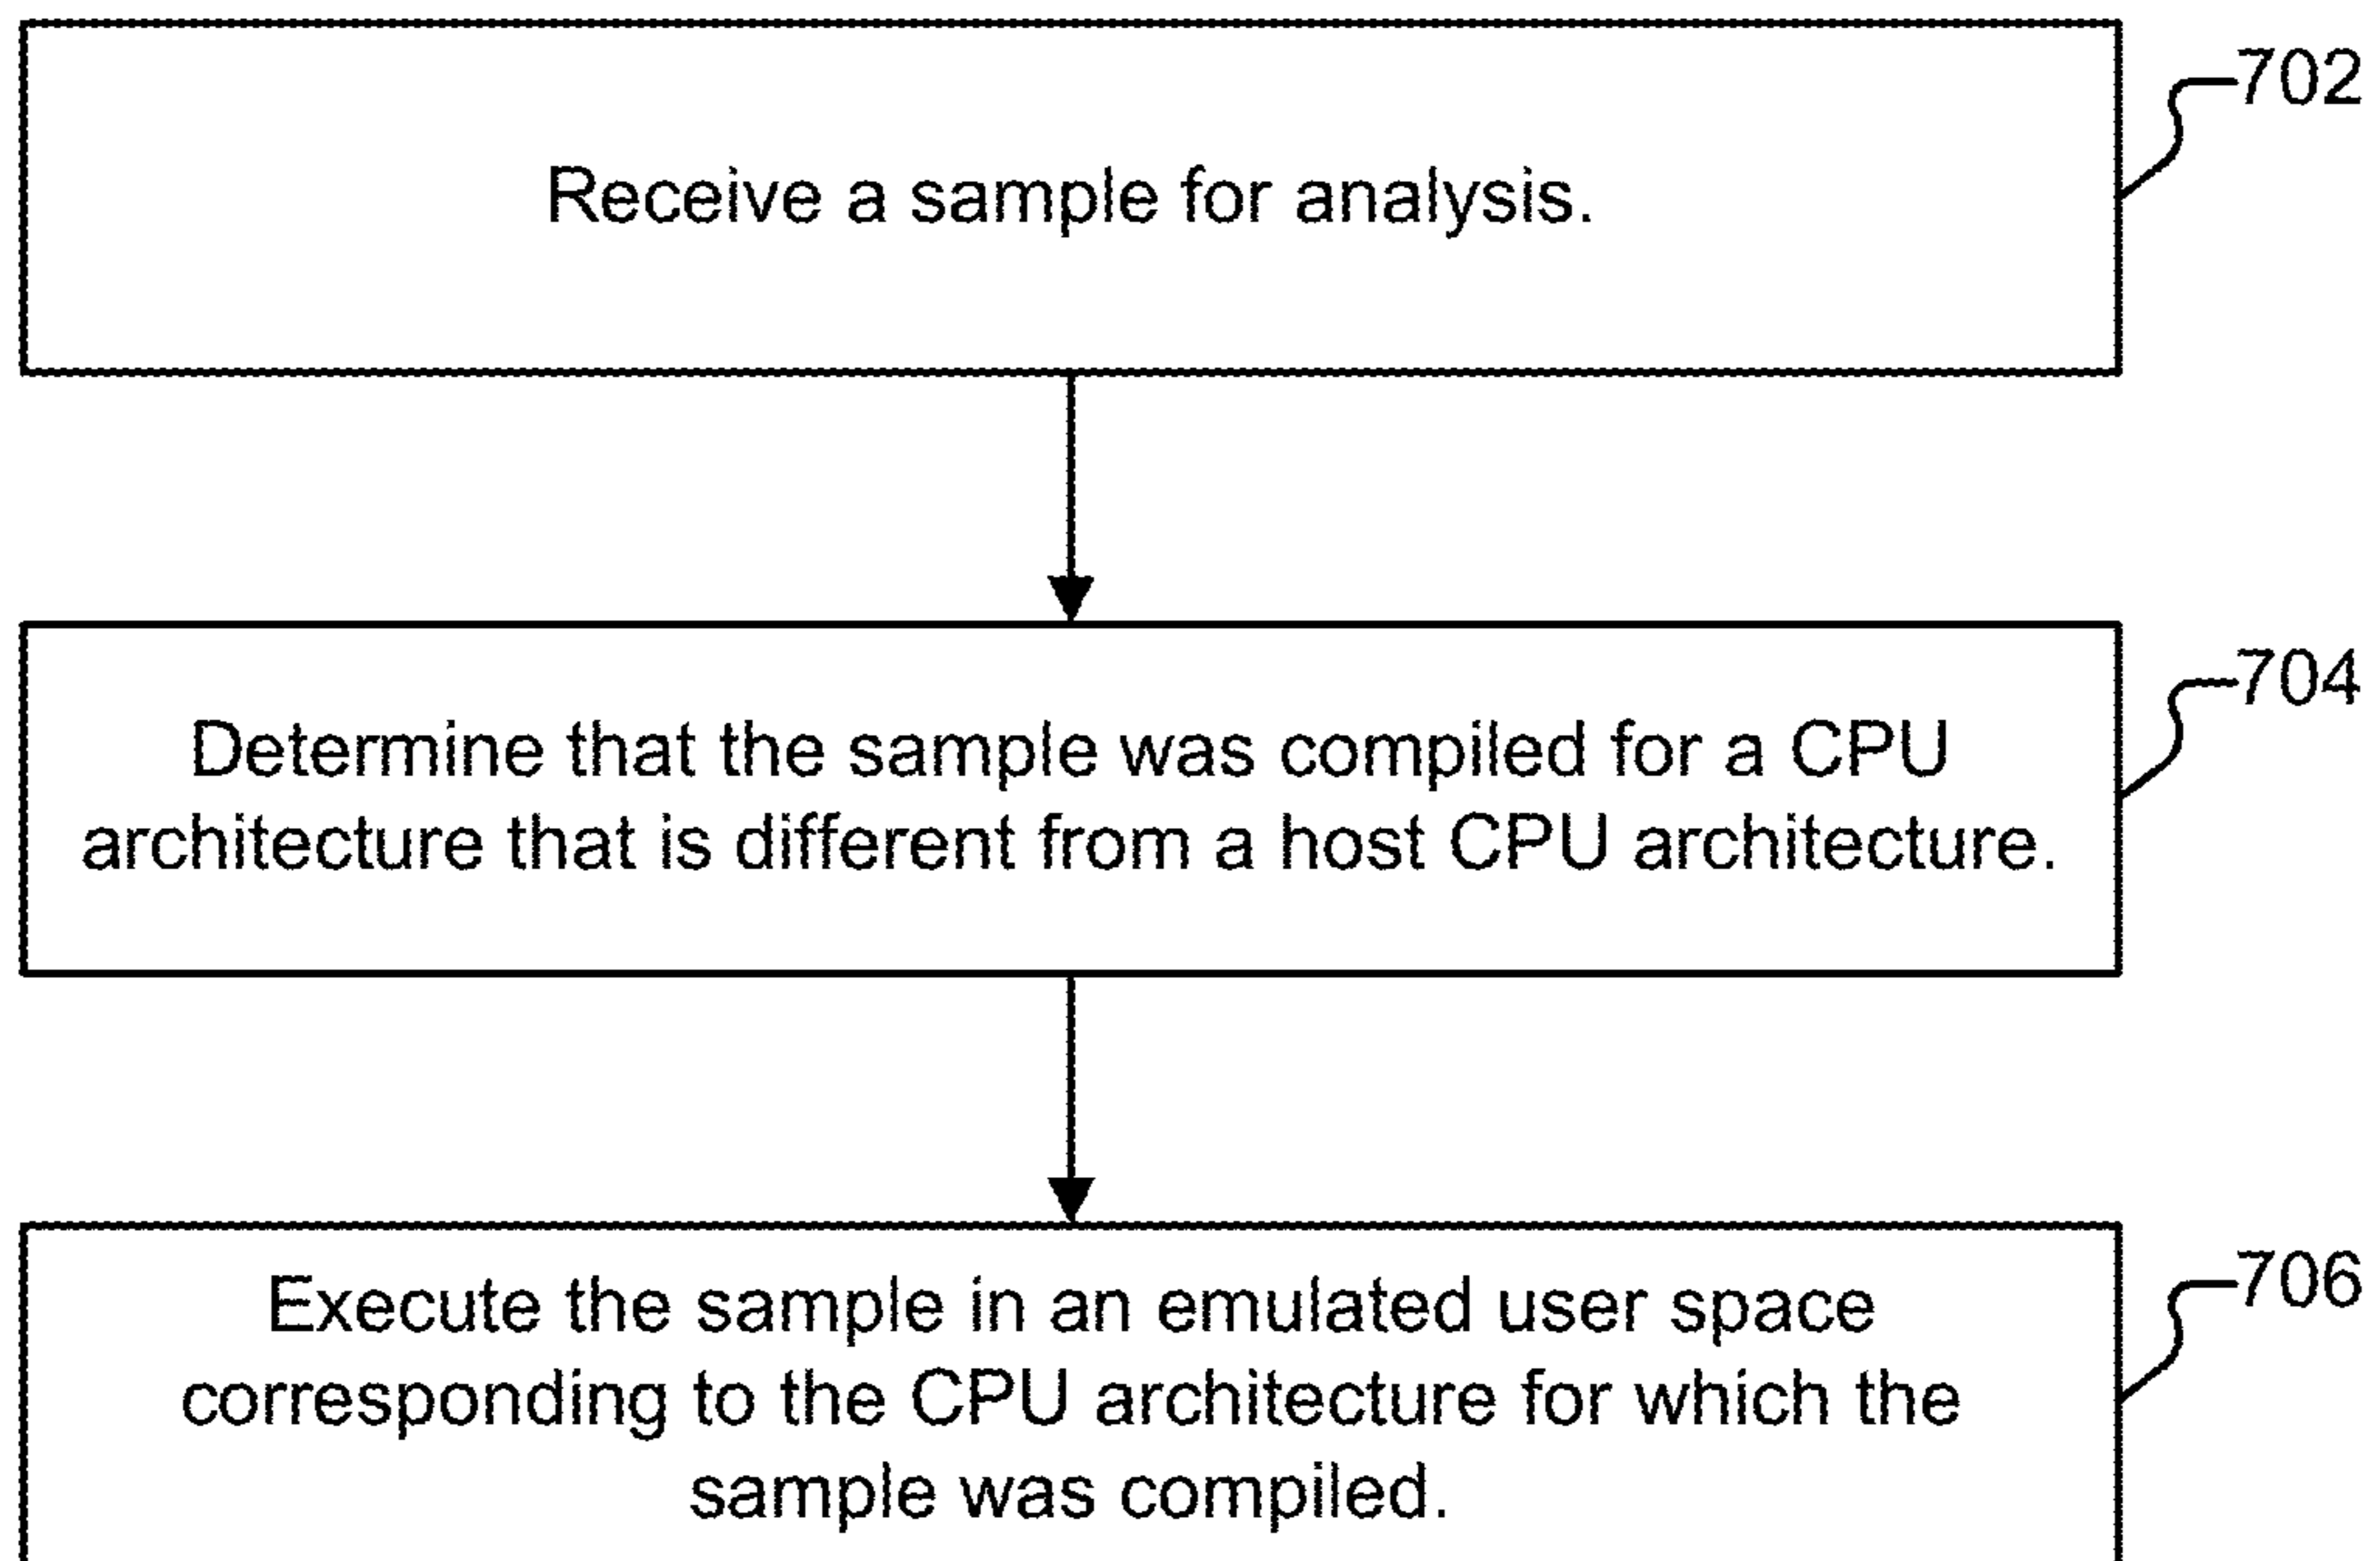 702
Receive a sample for analysis.
704
Determine that the sample was compiled for a CPU
architecture that is different from a host CPU architecture.
706
Execute the sample in an emulated user space
corresponding to the CPU architecture for which the
sample was compiled.